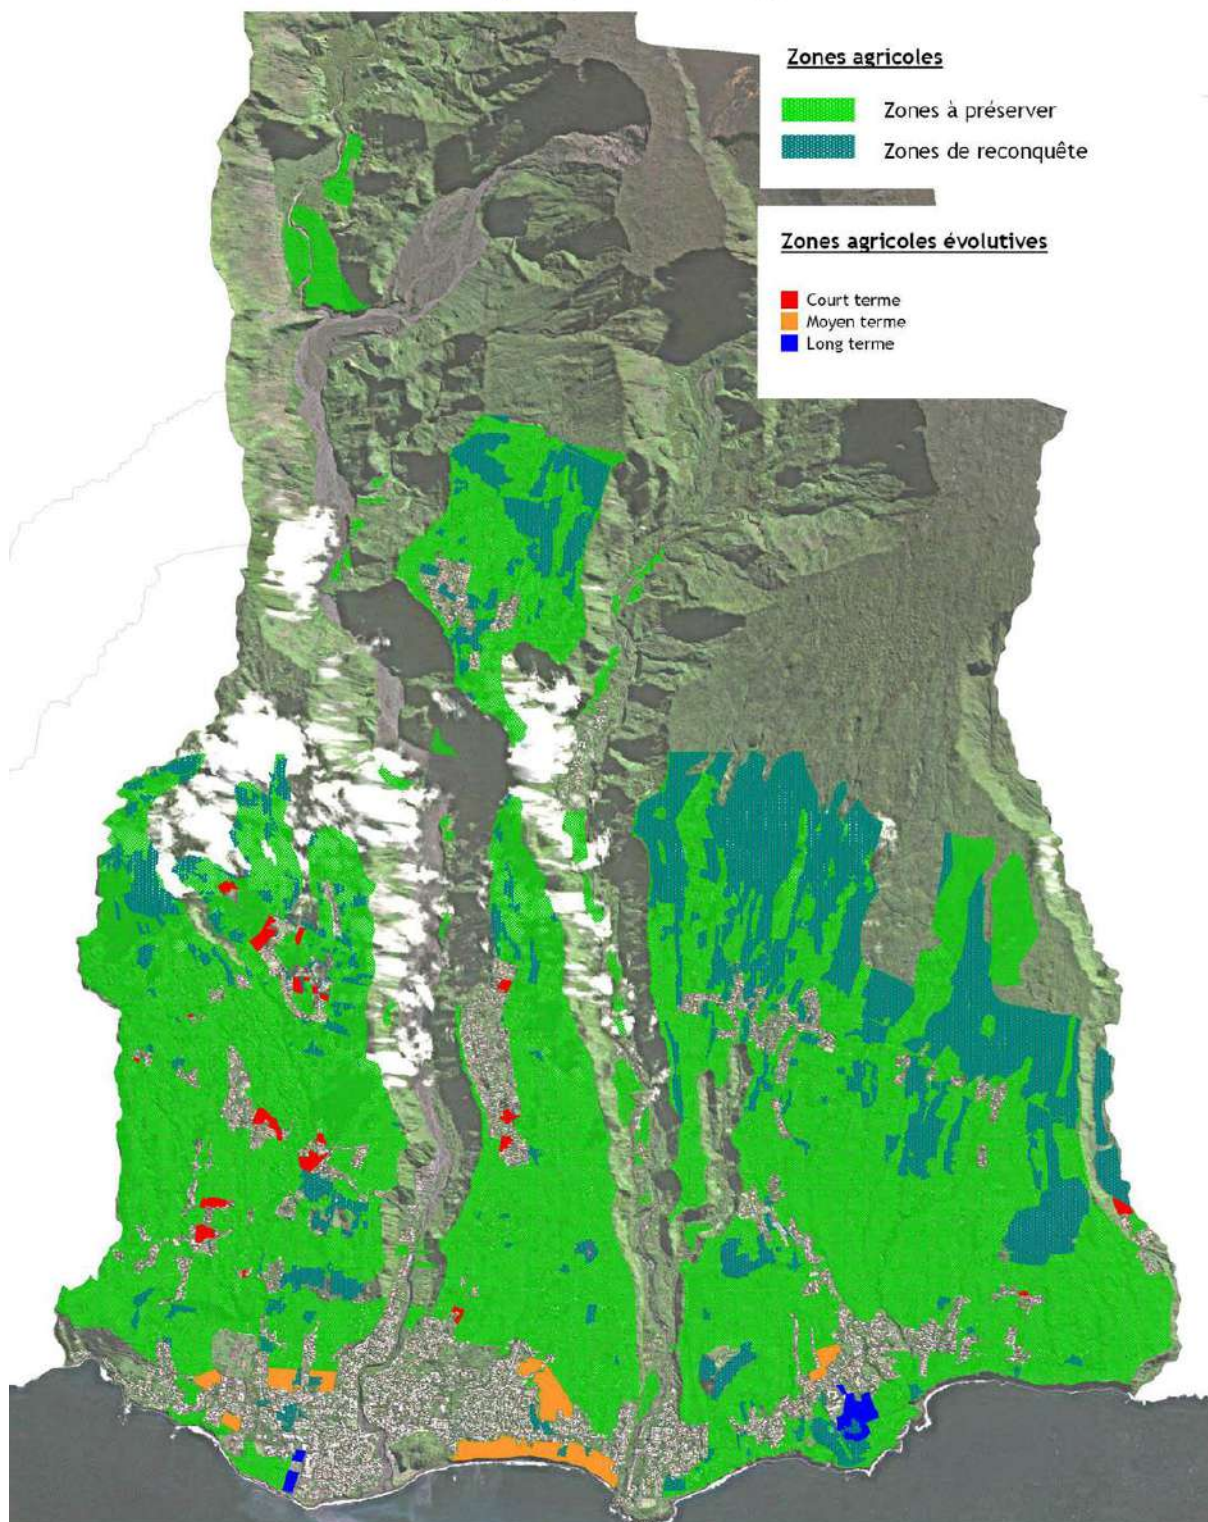 Zones agricoles
Zones à préserver
Zones de reconquête
Zones agricoles évolutives
Court terme
Moyen terme
Long terme